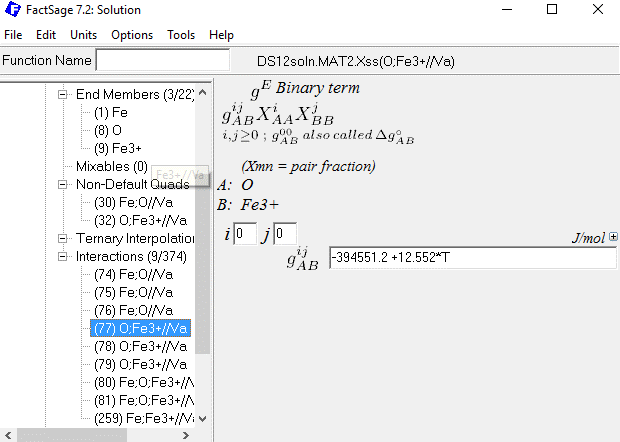 FactSage 7.2: Solution
File Edit Units Options Tools Help
Function Name DS12soln.MAT2.Xss(O;Fe3+//Va)
End Members (3/22)
(1) Fe
(8) O
(9) Fe3+
Mixables (0)
Fe3+//Va
Non-Default Quads
(30) Fe;O//Va
(32) O;Fe3+//Va
Ternary Interpolation
Interactions (9/374)
(74) Fe;O//Va
(75) Fe;O//Va
(76) Fe;O//Va
(77) O;Fe3+//Va
(78) O;Fe3+//Va
(79) O;Fe3+//Va
(80) Fe;O;Fe3+//V
(81) Fe;O;Fe3+//V
(259) Fe;Fe3+//Va
g^E Binary term
g_AB^ij X_AA^i X_BB^j
i,j≥0 ; g_AB^00 also called Δg_AB^°
(Xmn = pair fraction)
A: O
B: Fe3+
i 0 j 0
J/mol
g_AB^ij -394551.2 +12.552*T